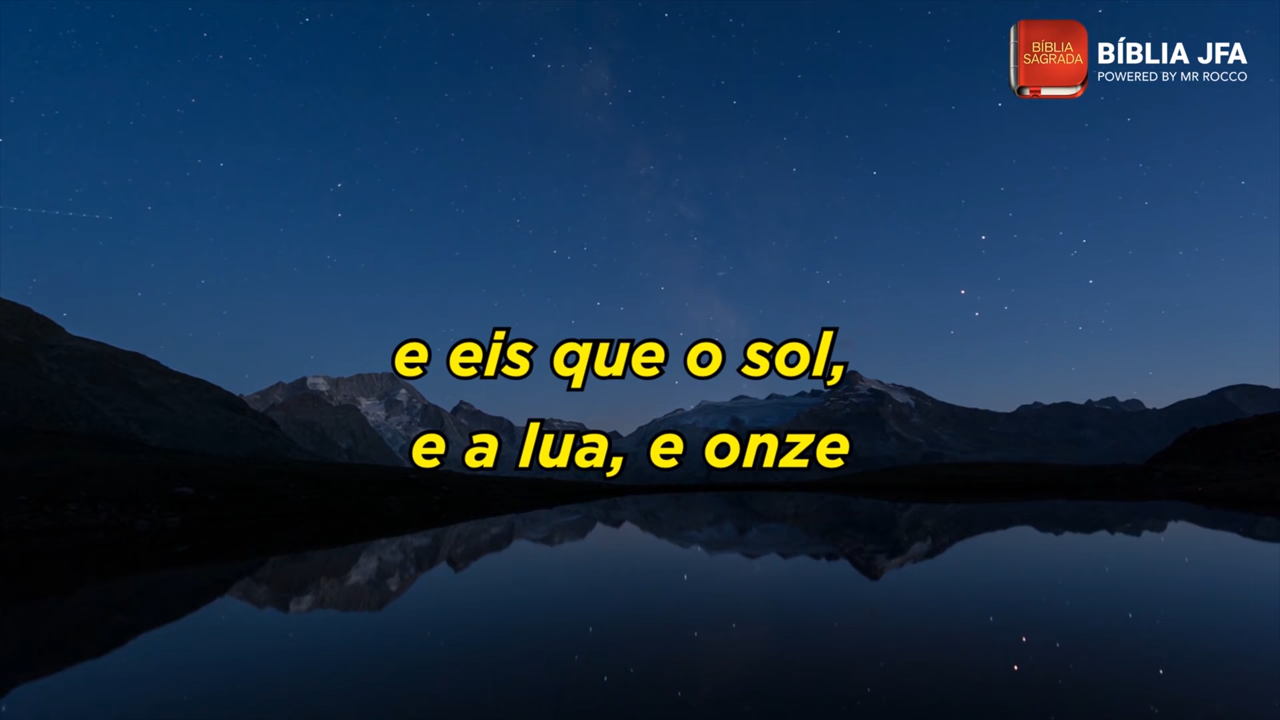 BÍBLIA
SAGRADA
BÍBLIA JFA
POWERED BY MR ROCCO
e eis que o sol,
e a lua, e onze